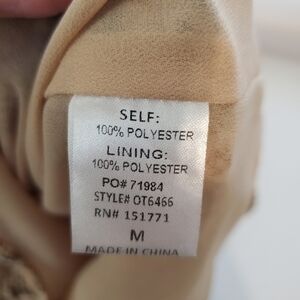 SELF:
100% POLYESTER
LINING:
100% POLYESTER
PO# 71984
STYLE# OT6466
RN# 151771
M
MADE IN CHINA